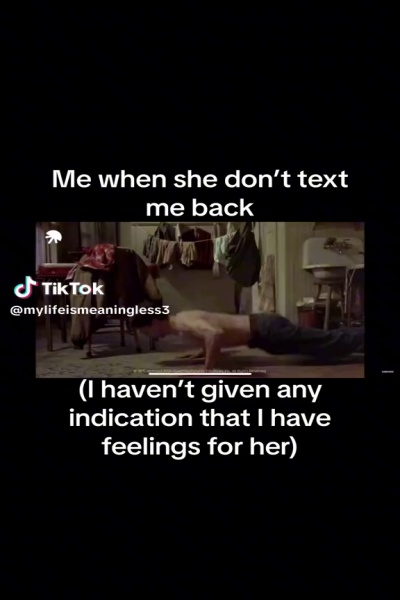 Me when she don't text
me back
TikTok
@mylifeismeaningless3
(I haven't given any
indication that I have
feelings for her)